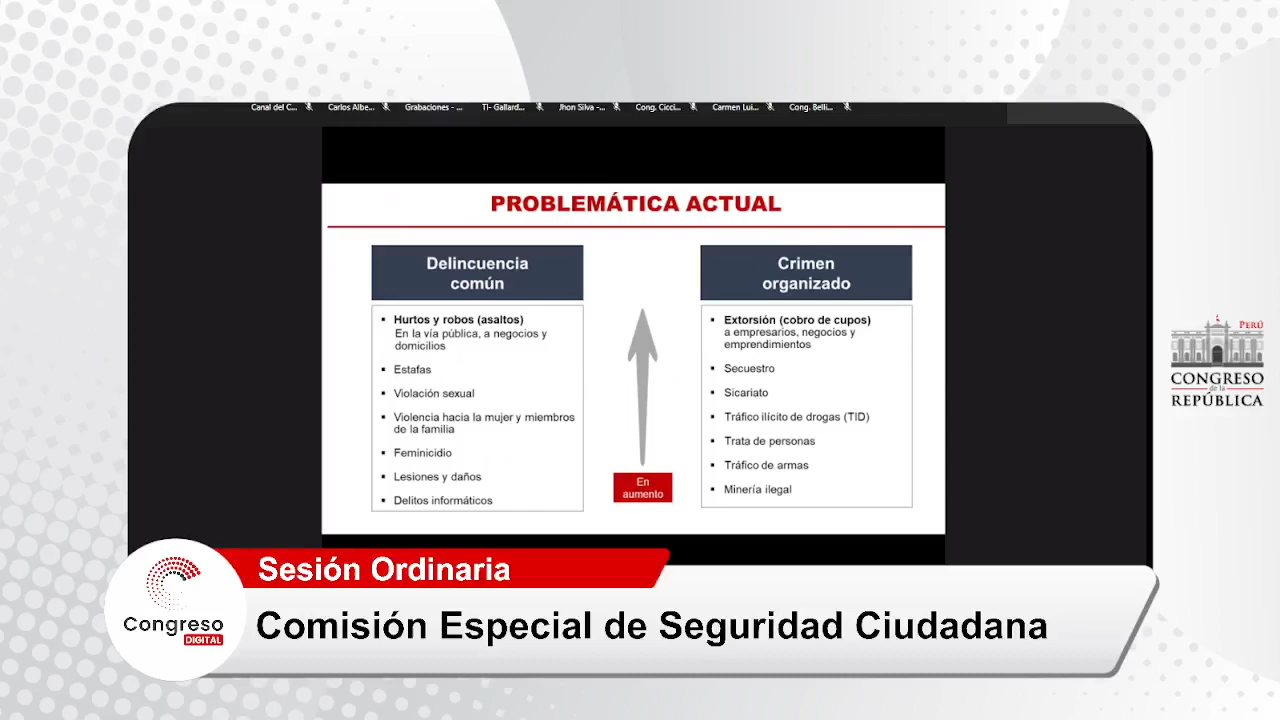 Canal del C...
Carlos Albe...
Grabaciones - ...
TI- Gallard...
Jhon Silva -...
Cong. Cicci...
Carmen Lui...
Cong. Belli...
PROBLEMÁTICA ACTUAL
Delincuencia
común
▪ Hurtos y robos (asaltos)
En la vía pública, a negocios y
domicilios
▪ Estafas
▪ Violación sexual
▪ Violencia hacia la mujer y miembros
de la familia
▪ Feminicidio
▪ Lesiones y daños
▪ Delitos informáticos
En
aumento
Crimen
organizado
▪ Extorsión (cobro de cupos)
a empresarios, negocios y
emprendimientos
▪ Secuestro
▪ Sicariato
▪ Tráfico ilícito de drogas (TID)
▪ Trata de personas
▪ Tráfico de armas
▪ Minería ilegal
PERÚ
CONGRESO
de la
REPÚBLICA
Sesión Ordinaria
Congreso
DIGITAL
Comisión Especial de Seguridad Ciudadana